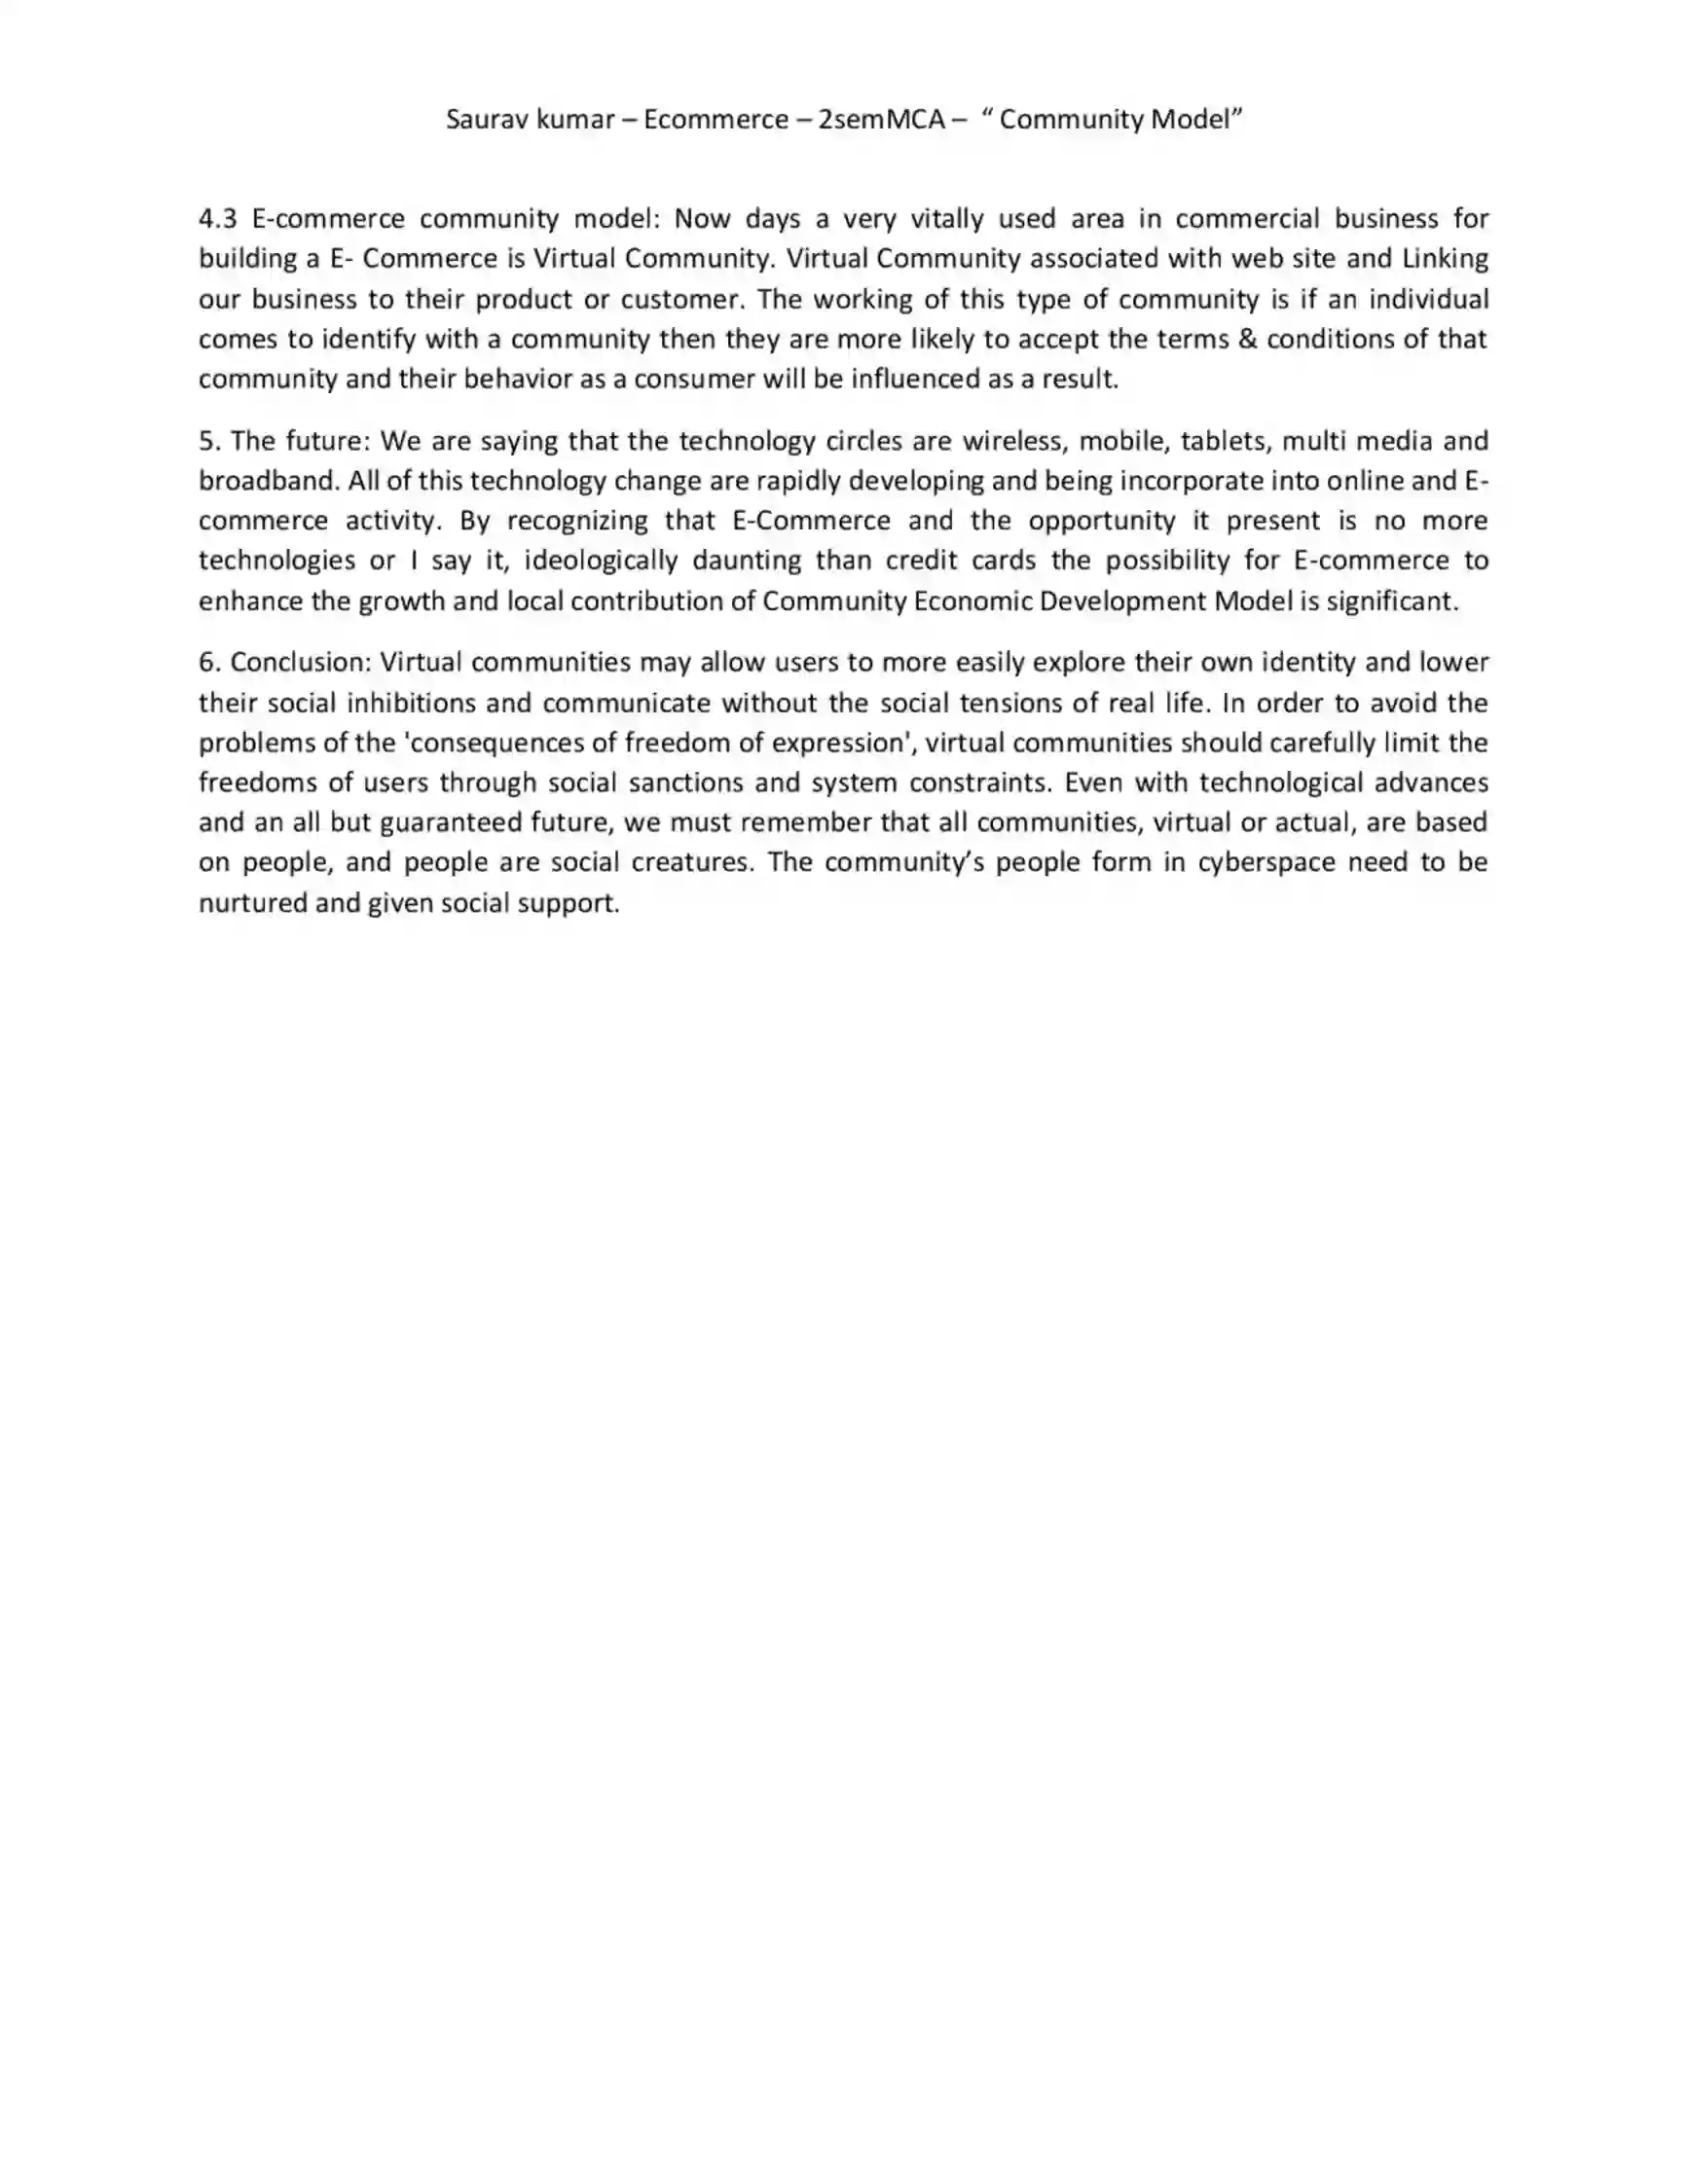 Saurav kumar – Ecommerce – 2semMCA – “ Community Model”
4.3 E-commerce community model: Now days a very vitally used area in commercial business for
building a E- Commerce is Virtual Community. Virtual Community associated with web site and Linking
our business to their product or customer. The working of this type of community is if an individual
comes to identify with a community then they are more likely to accept the terms & conditions of that
community and their behavior as a consumer will be influenced as a result.
5. The future: We are saying that the technology circles are wireless, mobile, tablets, multi media and
broadband. All of this technology change are rapidly developing and being incorporate into online and E-
commerce activity. By recognizing that E-Commerce and the opportunity it present is no more
technologies or I say it, ideologically daunting than credit cards the possibility for E-commerce to
enhance the growth and local contribution of Community Economic Development Model is significant.
6. Conclusion: Virtual communities may allow users to more easily explore their own identity and lower
their social inhibitions and communicate without the social tensions of real life. In order to avoid the
problems of the 'consequences of freedom of expression', virtual communities should carefully limit the
freedoms of users through social sanctions and system constraints. Even with technological advances
and an all but guaranteed future, we must remember that all communities, virtual or actual, are based
on people, and people are social creatures. The community’s people form in cyberspace need to be
nurtured and given social support.